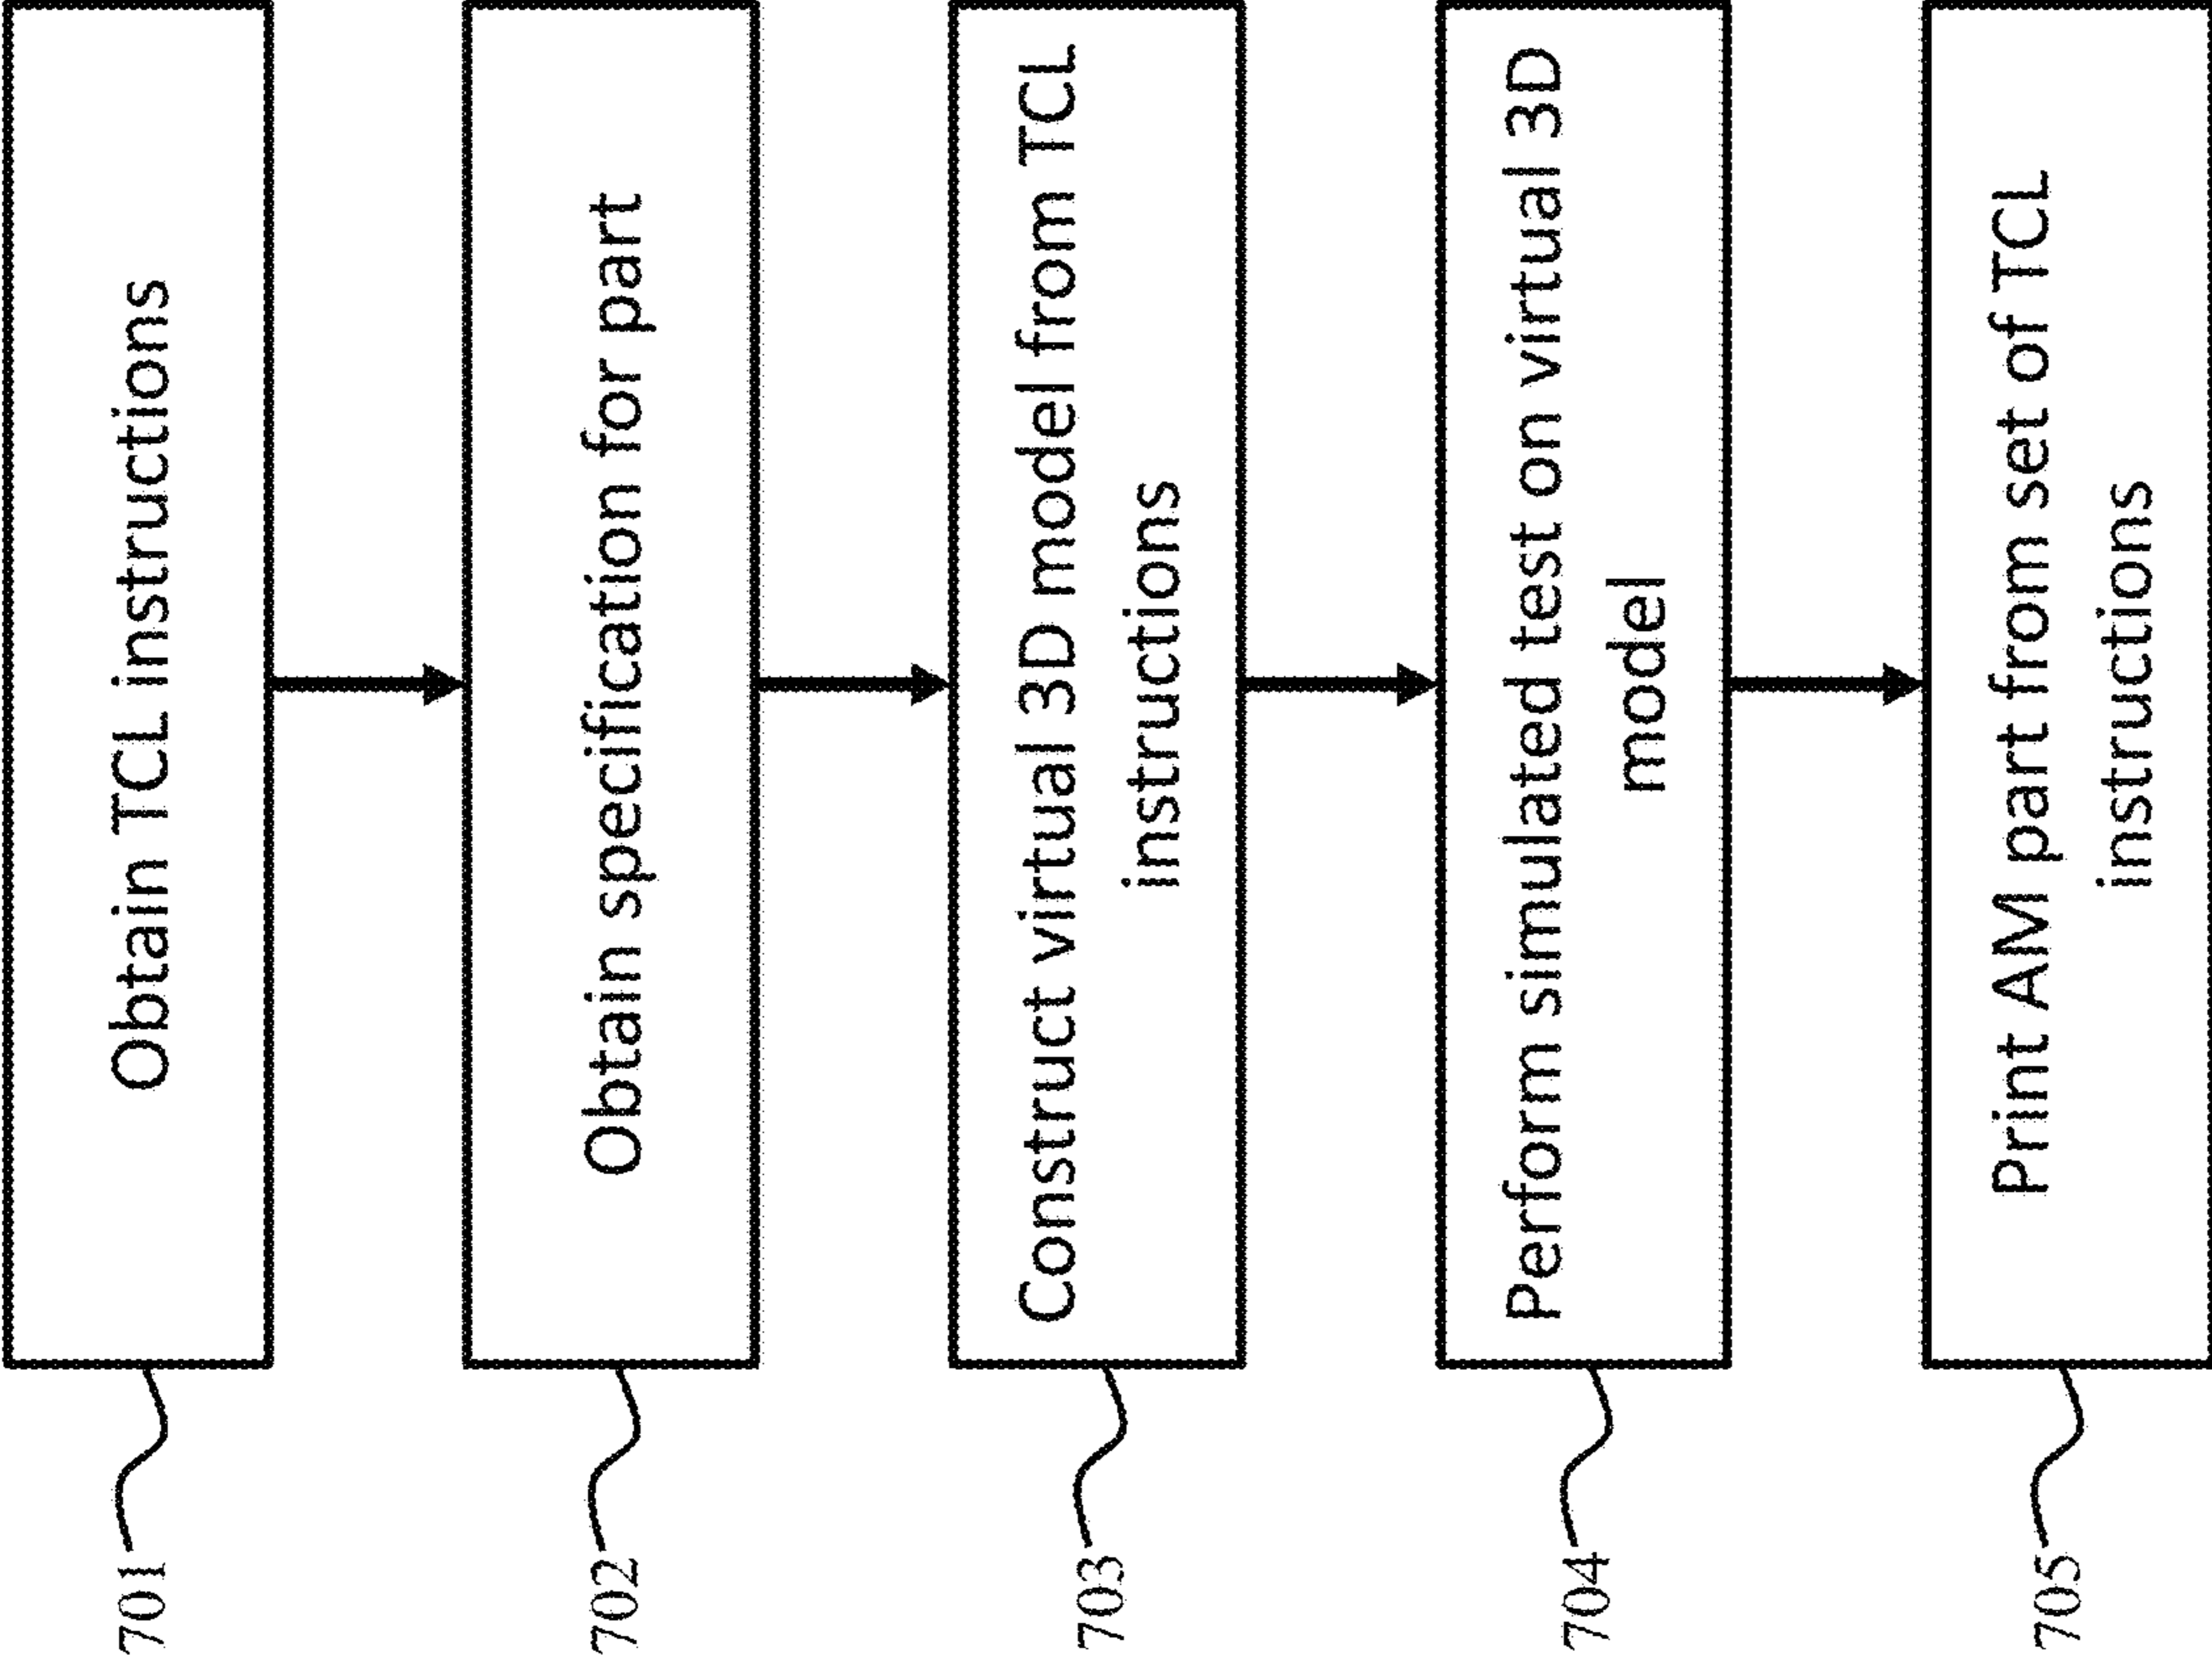 701
Obtain TCL instructions
702
Obtain specification for part
703
Construct virtual 3D model from TCL
instructions
704
Perform simulated test on virtual 3D
model
705
Print AM part from set of TCL
instructions